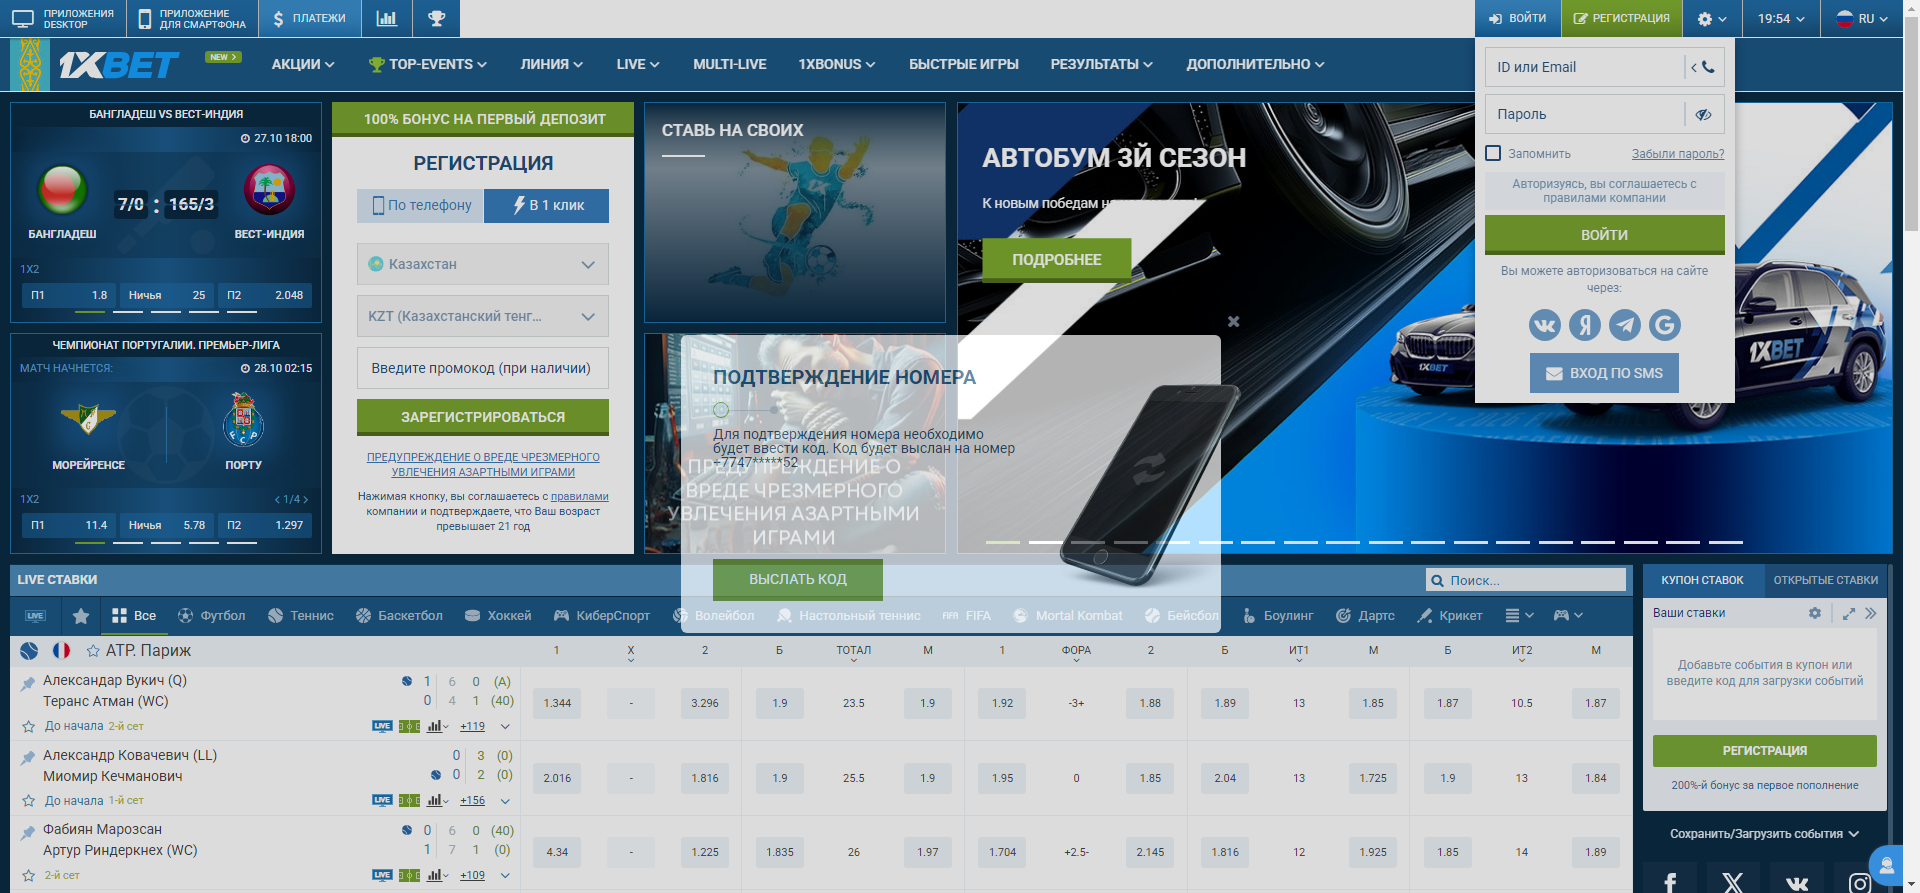 ПРИЛОЖЕНИЯ DESKTOP
ПРИЛОЖЕНИЕ ДЛЯ СМАРТФОНА
ПЛАТЕЖИ
ВОЙТИ
РЕГИСТРАЦИЯ
19:54
RU
1XBET
NEW
АКЦИИ
TOP-EVENTS
ЛИНИЯ
LIVE
MULTI-LIVE
1XBONUS
БЫСТРЫЕ ИГРЫ
РЕЗУЛЬТАТЫ
ДОПОЛНИТЕЛЬНО
БАНГЛАДЕШ VS ВЕСТ-ИНДИЯ
27.10 18:00
7/0 : 165/3
БАНГЛАДЕШ
ВЕСТ-ИНДИЯ
1X2
П1 1.8
Ничья 25
П2 2.048
ЧЕМПИОНАТ ПОРТУГАЛИИ. ПРЕМЬЕР-ЛИГА
МАТЧ НАЧНЕТСЯ:
28.10 02:15
МОРЕЙРЕНСЕ
ПОРТУ
1X2
1/4
П1 11.4
Ничья 5.78
П2 1.297
100% БОНУС НА ПЕРВЫЙ ДЕПОЗИТ
РЕГИСТРАЦИЯ
По телефону
В 1 клик
Казахстан
KZT (Казахстанский тенг...
Введите промокод (при наличии)
ЗАРЕГИСТРИРОВАТЬСЯ
ПРЕДУПРЕЖДЕНИЕ О ВРЕДЕ ЧРЕЗМЕРНОГО
УВЛЕЧЕНИЯ АЗАРТНЫМИ ИГРАМИ
Нажимая кнопку, вы соглашаетесь с правилами
компании и подтверждаете, что Ваш возраст
превышает 21 год
СТАВЬ НА СВОИХ
ПРЕДУПРЕЖДЕНИЕ О
ВРЕДЕ ЧРЕЗМЕРНОГО
УВЛЕЧЕНИЯ АЗАРТНЫМИ
ИГРАМИ
АВТОБУМ 3Й СЕЗОН
К новым победам
ПОДРОБНЕЕ
1XBET
1XBET
ПОДТВЕРЖДЕНИЕ НОМЕРА
Для подтверждения номера необходимо
будет ввести код. Код будет выслан на номер
+7747*****52
ВЫСЛАТЬ КОД
ID или Email
Пароль
Запомнить
Забыли пароль?
Авторизуясь, вы соглашаетесь с
правилами компании
ВОЙТИ
Вы можете авторизоваться на сайте
через:
ВХОД ПО SMS
LIVE СТАВКИ
Поиск...
LIVE
Все
Футбол
Теннис
Баскетбол
Хоккей
КиберСпорт
Волейбол
Настольный теннис
FIFA
FIFA
Mortal Kombat
Бейсбол
Боулинг
Дартс
Крикет
ATP. Париж
1 X 2 Б ТОТАЛ М 1 ФОРА 2 Б ИТ1 М Б ИТ2 М
Александар Вукич (Q) 1 6 0 (A)
Теранс Атман (WC) 0 4 1 (40)
1.344 - 3.296 1.9 23.5 1.9 1.92 -3+ 1.88 1.89 13 1.85 1.87 10.5 1.87
До начала 2-й сет LIVE +119
Александр Ковачевич (LL) 0 3 (0)
Миомир Кечманович 0 2 (0)
2.016 - 1.816 1.9 25.5 1.9 1.95 0 1.85 2.04 13 1.725 1.9 13 1.84
До начала 1-й сет LIVE +156
Фабиян Марозсан 0 6 0 (40)
Артур Риндеркнех (WC) 1 7 1 (0)
4.34 - 1.225 1.835 26 1.97 1.704 +2.5- 2.145 1.816 12 1.925 1.85 14 1.89
2-й сет LIVE +109
КУПОН СТАВОК
ОТКРЫТЫЕ СТАВКИ
Ваши ставки
Добавьте события в купон или
введите код для загрузки событий
РЕГИСТРАЦИЯ
200%-й бонус за первое пополнение
Сохранить/Загрузить события